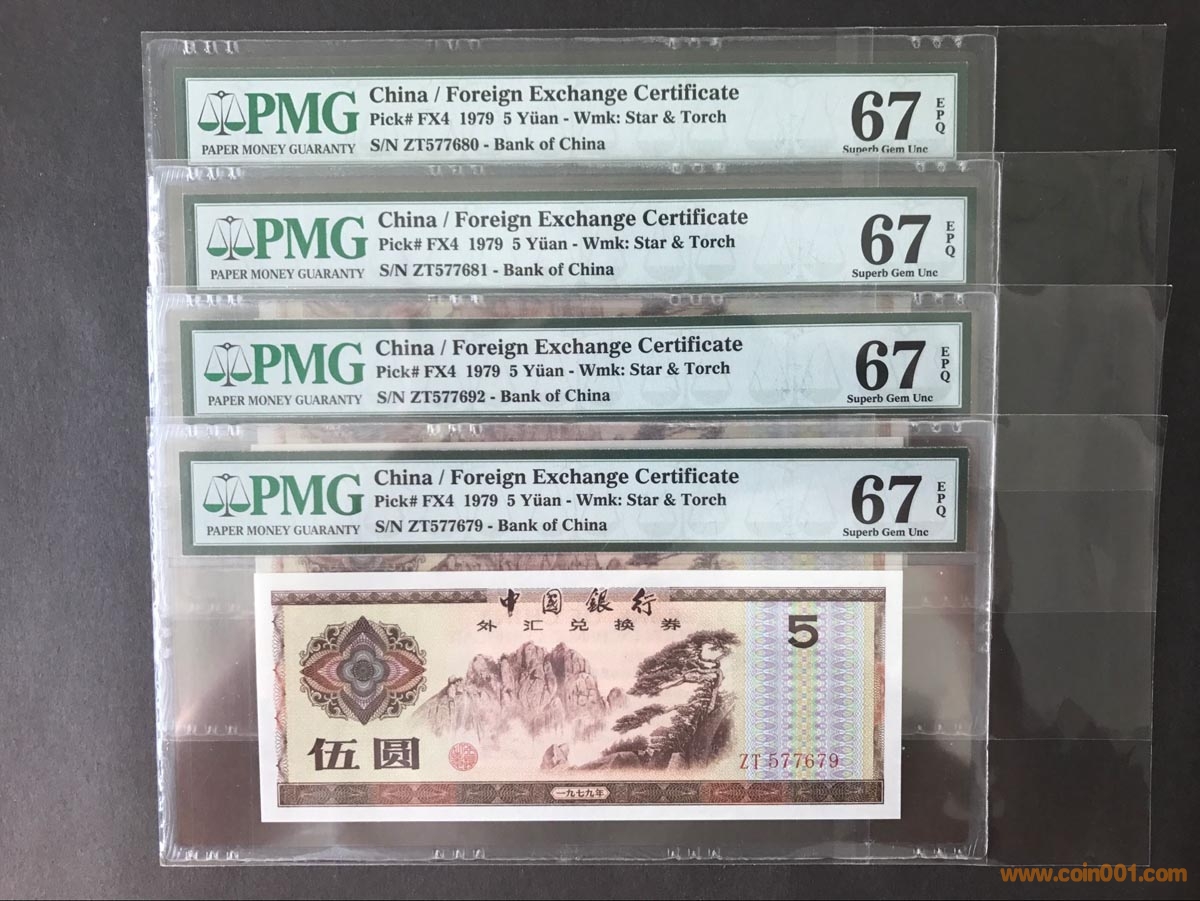 PMG
PAPER MONEY GUARANTY
China / Foreign Exchange Certificate
Pick# FX4 1979 5 Yüan - Wmk: Star & Torch
S/N ZT577680 - Bank of China
67
EPQ
Superb Gem Unc
PMG
PAPER MONEY GUARANTY
China / Foreign Exchange Certificate
Pick# FX4 1979 5 Yüan - Wmk: Star & Torch
S/N ZT577681 - Bank of China
67
EPQ
Superb Gem Unc
PMG
PAPER MONEY GUARANTY
China / Foreign Exchange Certificate
Pick# FX4 1979 5 Yüan - Wmk: Star & Torch
S/N ZT577692 - Bank of China
67
EPQ
Superb Gem Unc
PMG
PAPER MONEY GUARANTY
China / Foreign Exchange Certificate
Pick# FX4 1979 5 Yüan - Wmk: Star & Torch
S/N ZT577679 - Bank of China
67
EPQ
Superb Gem Unc
中國銀行
外汇兑换券
5
伍圆
ZT 577679
一九七九年
www.coin001.com